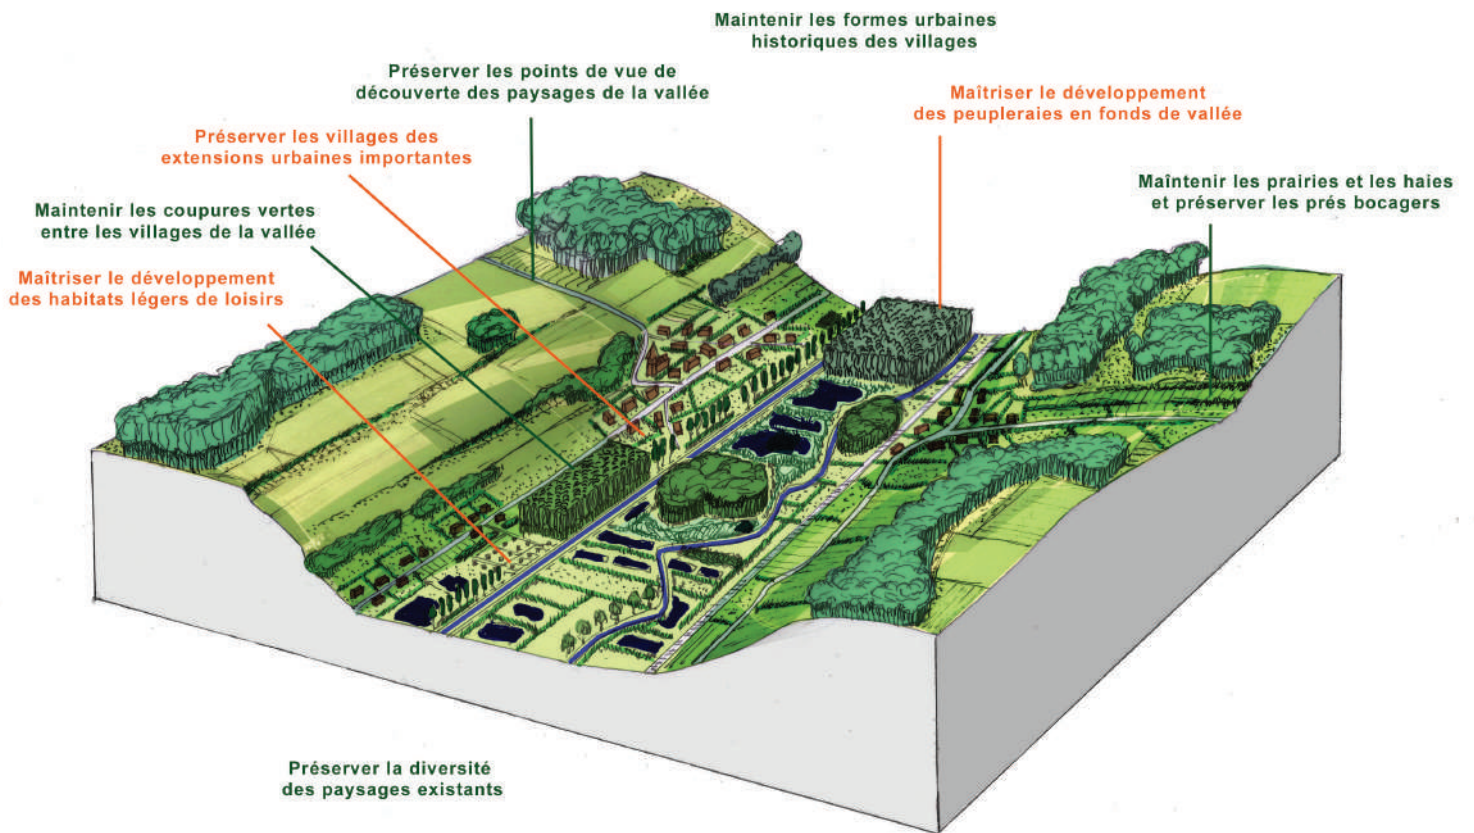 Maintenir les formes urbaines
historiques des villages
Préserver les points de vue de
découverte des paysages de la vallée
Maîtriser le développement
des peupleraies en fonds de vallée
Préserver les villages des
extensions urbaines importantes
Maîntenir les prairies et les haies
et préserver les prés bocagers
Maintenir les coupures vertes
entre les villages de la vallée
Maîtriser le développement
des habitats légers de loisirs
Préserver la diversité
des paysages existants